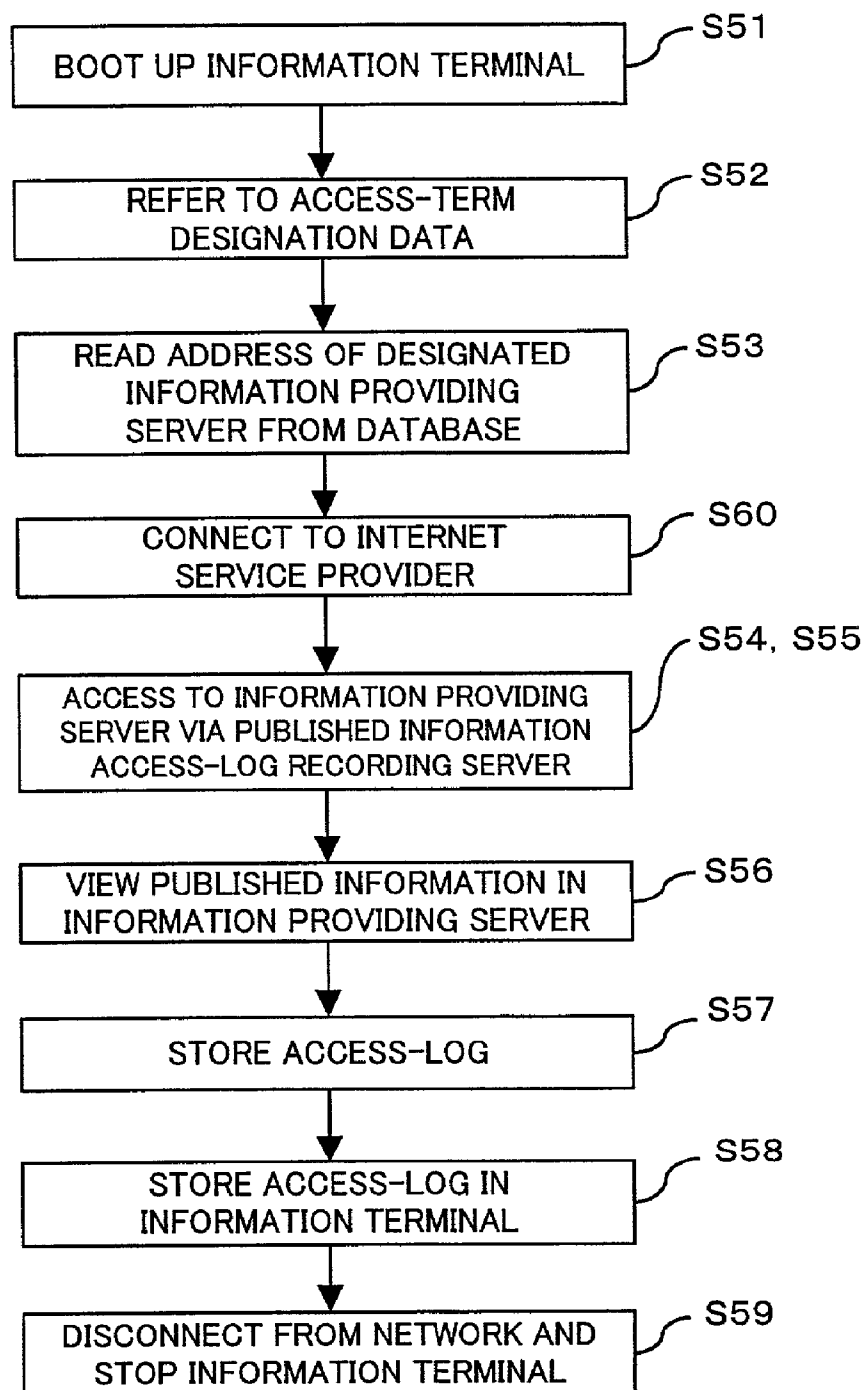 S51
BOOT UP INFORMATION TERMINAL
S52
REFER TO ACCESS-TERM
DESIGNATION DATA
S53
READ ADDRESS OF DESIGNATED
INFORMATION PROVIDING
SERVER FROM DATABASE
S60
CONNECT TO INTERNET
SERVICE PROVIDER
S54, S55
ACCESS TO INFORMATION PROVIDING
SERVER VIA PUBLISHED INFORMATION
ACCESS-LOG RECORDING SERVER
S56
VIEW PUBLISHED INFORMATION IN
INFORMATION PROVIDING SERVER
S57
STORE ACCESS-LOG
S58
STORE ACCESS-LOG IN
INFORMATION TERMINAL
S59
DISCONNECT FROM NETWORK AND
STOP INFORMATION TERMINAL